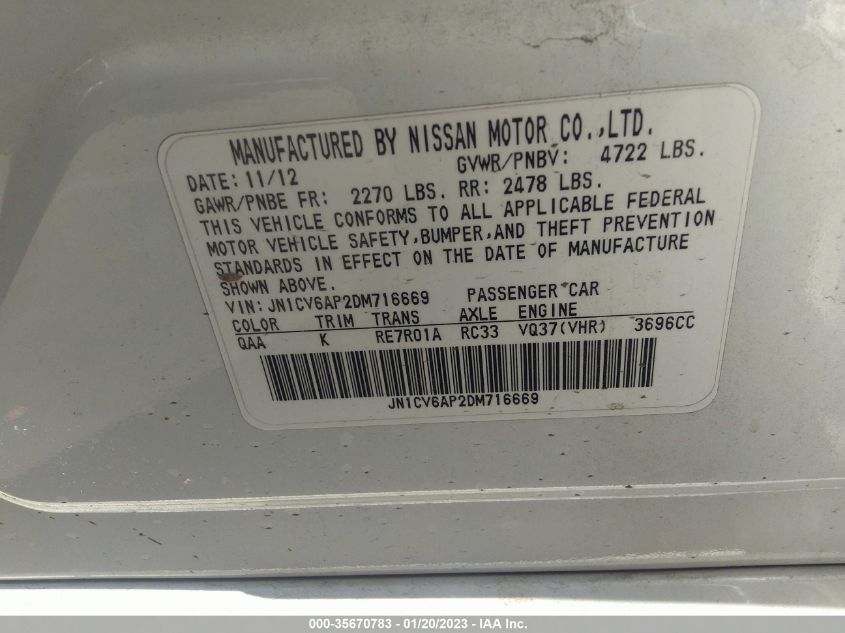 MANUFACTURED BY NISSAN MOTOR CO.,LTD.
DATE: 11/12 GVWR/PNBV: 4722 LBS.
GAWR/PNBE FR: 2270 LBS. RR: 2478 LBS.
THIS VEHICLE CONFORMS TO ALL APPLICABLE FEDERAL
MOTOR VEHICLE SAFETY,BUMPER,AND THEFT PREVENTION
STANDARDS IN EFFECT ON THE DATE OF MANUFACTURE
SHOWN ABOVE.
VIN: JN1CV6AP2DM716669 PASSENGER CAR
COLOR TRIM TRANS AXLE ENGINE
QAA K RE7R01A RC33 VQ37(VHR) 3696CC
JN1CV6AP2DM716669
000-35670783 - 01/20/2023 - IAA Inc.